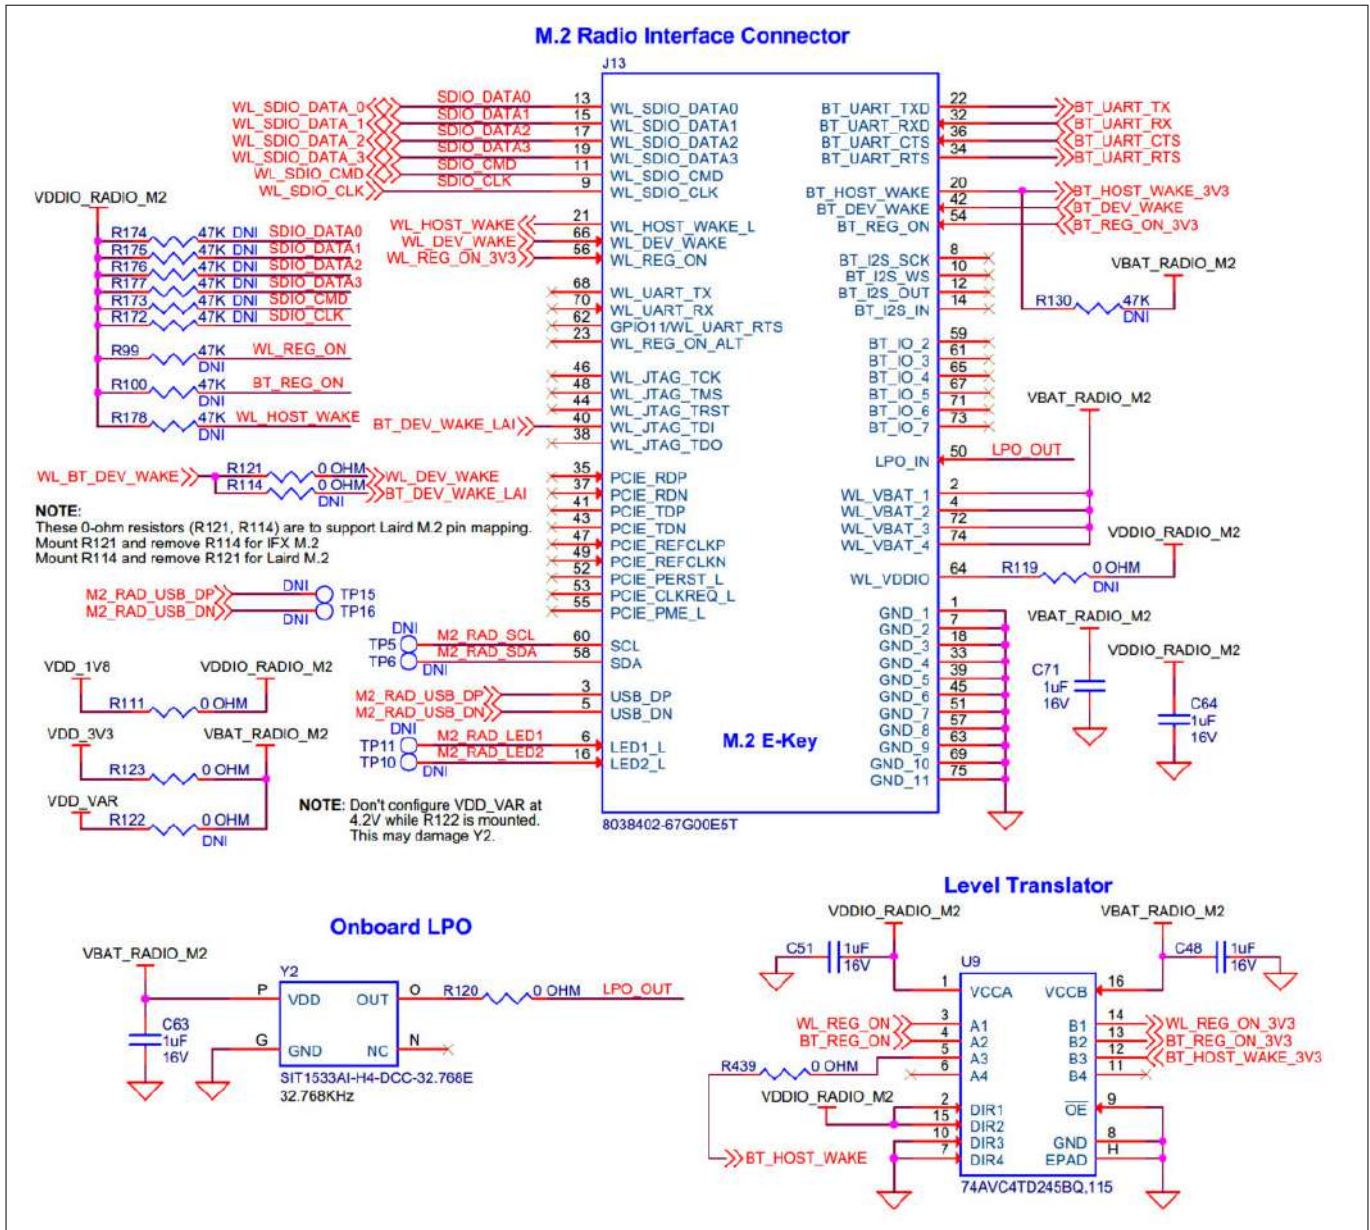 M.2 Radio Interface Connector
J13
WL_SDIO_DATA_0 SDIO_DATA0 13 WL_SDIO_DATA0 BT_UART_TXD 22 BT_UART_TX
WL_SDIO_DATA_1 SDIO_DATA1 15 WL_SDIO_DATA1 BT_UART_RXD 32 BT_UART_RX
WL_SDIO_DATA_2 SDIO_DATA2 17 WL_SDIO_DATA2 BT_UART_CTS 36 BT_UART_CTS
WL_SDIO_DATA_3 SDIO_DATA3 19 WL_SDIO_DATA3 BT_UART_RTS 34 BT_UART_RTS
WL_SDIO_CMD SDIO_CMD 11 WL_SDIO_CMD
WL_SDIO_CLK SDIO_CLK 9 WL_SDIO_CLK BT_HOST_WAKE 20 BT_HOST_WAKE_3V3
BT_DEV_WAKE 42 BT_DEV_WAKE
WL_HOST_WAKE 21 WL_HOST_WAKE_L BT_REG_ON 54 BT_REG_ON_3V3
WL_DEV_WAKE 66 WL_DEV_WAKE
WL_REG_ON_3V3 56 WL_REG_ON
BT_I2S_SCK 8
BT_I2S_WS 10
BT_I2S_OUT 12
BT_I2S_IN 14
VBAT_RADIO_M2
R130 47K
DNI
VDDIO_RADIO_M2
R174 47K DNI SDIO_DATA0
R175 47K DNI SDIO_DATA1
R176 47K DNI SDIO_DATA2
R177 47K DNI SDIO_DATA3
R173 47K DNI SDIO_CMD
R172 47K DNI SDIO_CLK
R99 47K WL_REG_ON
DNI
R100 47K BT_REG_ON
DNI
R178 47K WL_HOST_WAKE
DNI
68 WL_UART_TX
70 WL_UART_RX
62 GPIO11/WL_UART_RTS
23 WL_REG_ON_ALT
BT_IO_2 59
BT_IO_3 61
BT_IO_4 65
BT_IO_5 67
BT_IO_6 71
BT_IO_7 73
46 WL_JTAG_TCK
48 WL_JTAG_TMS
44 WL_JTAG_TRST
BT_DEV_WAKE_LAI 40 WL_JTAG_TDI
38 WL_JTAG_TDO
VBAT_RADIO_M2
LPO_IN 50 LPO_OUT
WL_BT_DEV_WAKE R121 0 OHM WL_DEV_WAKE
R114 0 OHM BT_DEV_WAKE_LAI
DNI
35 PCIE_RDP
37 PCIE_RDN
41 PCIE_TDP
43 PCIE_TDN
47 PCIE_REFCLKP
49 PCIE_REFCLKN
52 PCIE_PERST_L
53 PCIE_CLKREQ_L
55 PCIE_PME_L
WL_VBAT_1 2
WL_VBAT_2 4
WL_VBAT_3 72
WL_VBAT_4 74
VDDIO_RADIO_M2
WL_VDDIO 64 R119 0 OHM
DNI
NOTE:
These 0-ohm resistors (R121, R114) are to support Laird M.2 pin mapping.
Mount R121 and remove R114 for IFX M.2
Mount R114 and remove R121 for Laird M.2
M2_RAD_USB_DP DNI TP15
M2_RAD_USB_DN DNI TP16
DNI
TP5 M2_RAD_SCL 60 SCL
TP6 M2_RAD_SDA 58 SDA
DNI
GND_1 1
GND_2 7
GND_3 18
GND_4 33
GND_5 39
GND_6 45
GND_7 51
GND_8 57
GND_9 63
GND_10 69
GND_11 75
VBAT_RADIO_M2
C71
1uF
16V
VDDIO_RADIO_M2
C64
1uF
16V
VDD_1V8 VDDIO_RADIO_M2
R111 0 OHM
VDD_3V3 VBAT_RADIO_M2
R123 0 OHM
VDD_VAR
R122 0 OHM
DNI
M2_RAD_USB_DP 3 USB_DP
M2_RAD_USB_DN 5 USB_DN
DNI
TP11 M2_RAD_LED1 6 LED1_L
TP10 M2_RAD_LED2 16 LED2_L
DNI
M.2 E-Key
8038402-67G00E5T
NOTE: Don't configure VDD_VAR at
4.2V while R122 is mounted.
This may damage Y2.
Onboard LPO
VBAT_RADIO_M2
Y2
P VDD OUT O R120 0 OHM LPO_OUT
C63
1uF
16V
G GND NC N
SIT1533AI-H4-DCC-32.768E
32.768KHz
Level Translator
VDDIO_RADIO_M2 VBAT_RADIO_M2
C51 1uF
16V
C48 1uF
16V
U9
1 VCCA VCCB 16
WL_REG_ON 3 A1 B1 14 WL_REG_ON_3V3
BT_REG_ON 4 A2 B2 13 BT_REG_ON_3V3
R439 0 OHM 5 A3 B3 12 BT_HOST_WAKE_3V3
6 A4 B4 11
VDDIO_RADIO_M2
2 DIR1 OE 9
15 DIR2
10 DIR3 GND 8
7 DIR4 EPAD H
BT_HOST_WAKE
74AVC4TD245BQ,115